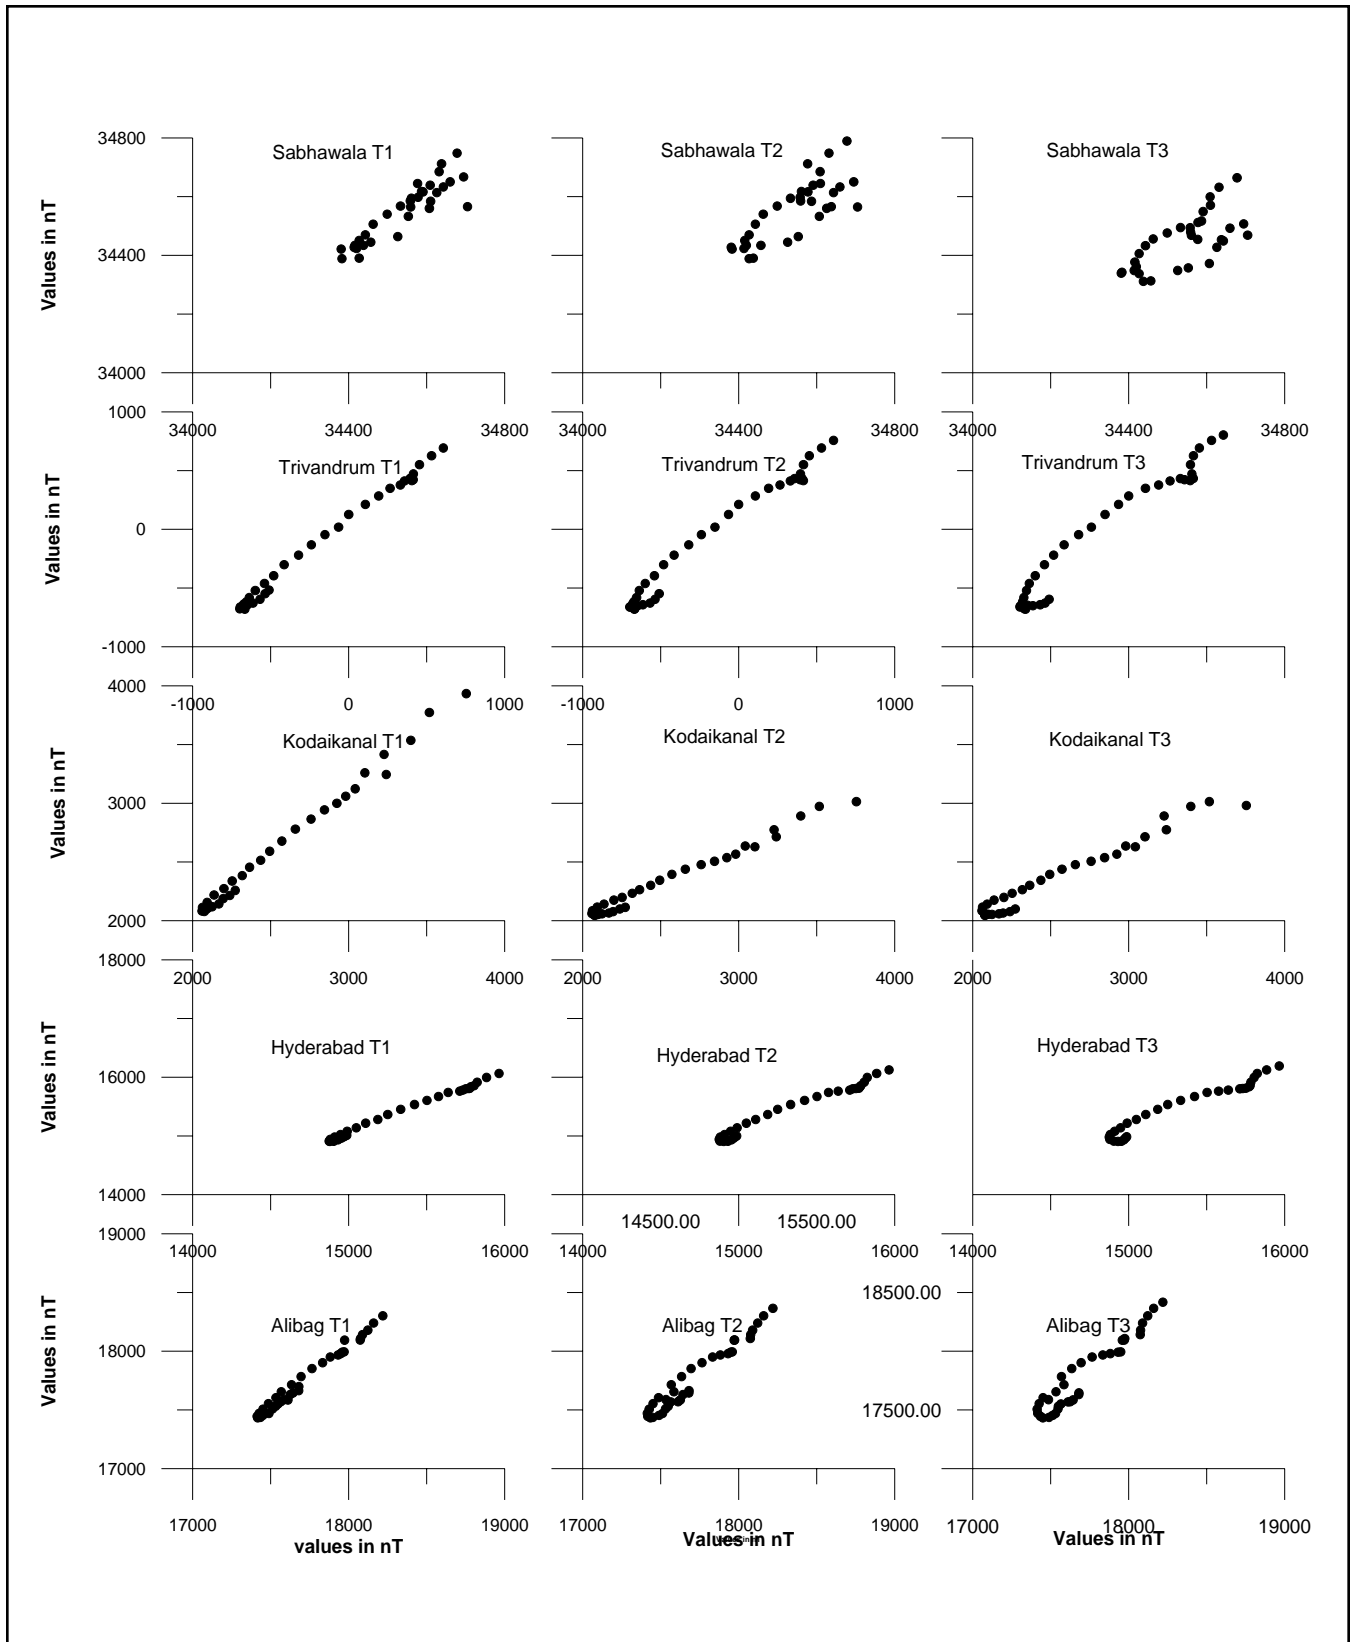 34800
Sabhawala T1 Sabhawala T2 Sabhawala T3
Values in nT
34400
34000
1000
34000 34400 34800 34000 34400 34800 34000 34400 34800
Trivandrum T1 Trivandrum T2 Trivandrum T3
Values in nT
0
-1000
4000
-1000 0 1000 -1000 0 1000
Kodaikanal T1 Kodaikanal T2 Kodaikanal T3
Values in nT
3000
2000
18000
2000 3000 4000 2000 3000 4000 2000 3000 4000
Hyderabad T1 Hyderabad T2 Hyderabad T3
Values in nT
16000
14000
14500.00 15500.00
19000
14000 15000 16000 14000 15000 16000 14000 15000 16000
18500.00
Alibag T1 Alibag T2 Alibag T3
Values in nT
18000
17500.00
17000
17000 18000 19000 17000 18000 19000 17000 18000 19000
values in nT Values in nT Values in nT